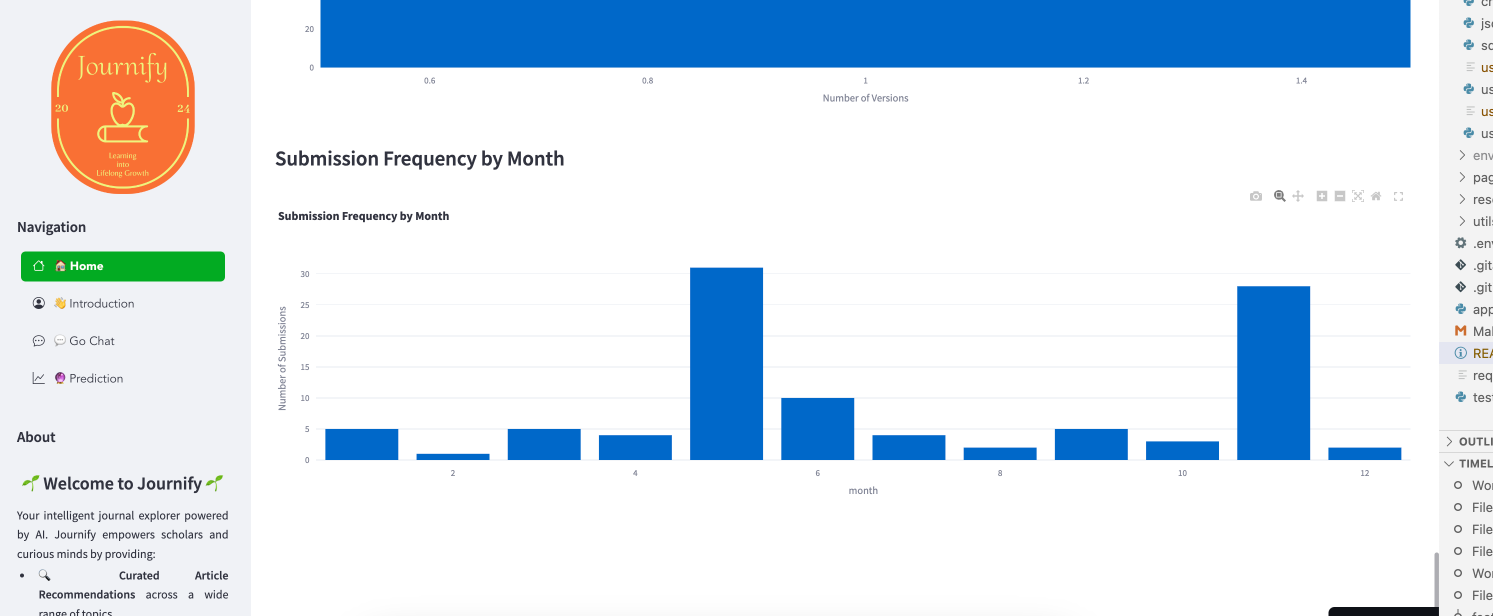 Journify
20 24
Learning
into
Lifelong Growth
Navigation
🏠 Home
👋 Introduction
💬 Go Chat
🔮 Prediction
About
🌱 Welcome to Journify 🌱
Your intelligent journal explorer powered
by AI. Journify empowers scholars and
curious minds by providing:
• 🔍 Curated Article
Recommendations across a wide
range of topics
20
0
0.6 0.8 1 1.2 1.4
Number of Versions
Submission Frequency by Month
Submission Frequency by Month
Number of Submissions
30
25
20
15
10
5
0
2 4 6 8 10 12
month
js
us
us
us
us
env
pag
res
utils
.env
.git
.git
app
M Mak
REA
req
test
OUTLI
TIMEL
Wor
File
File
File
Wor
File